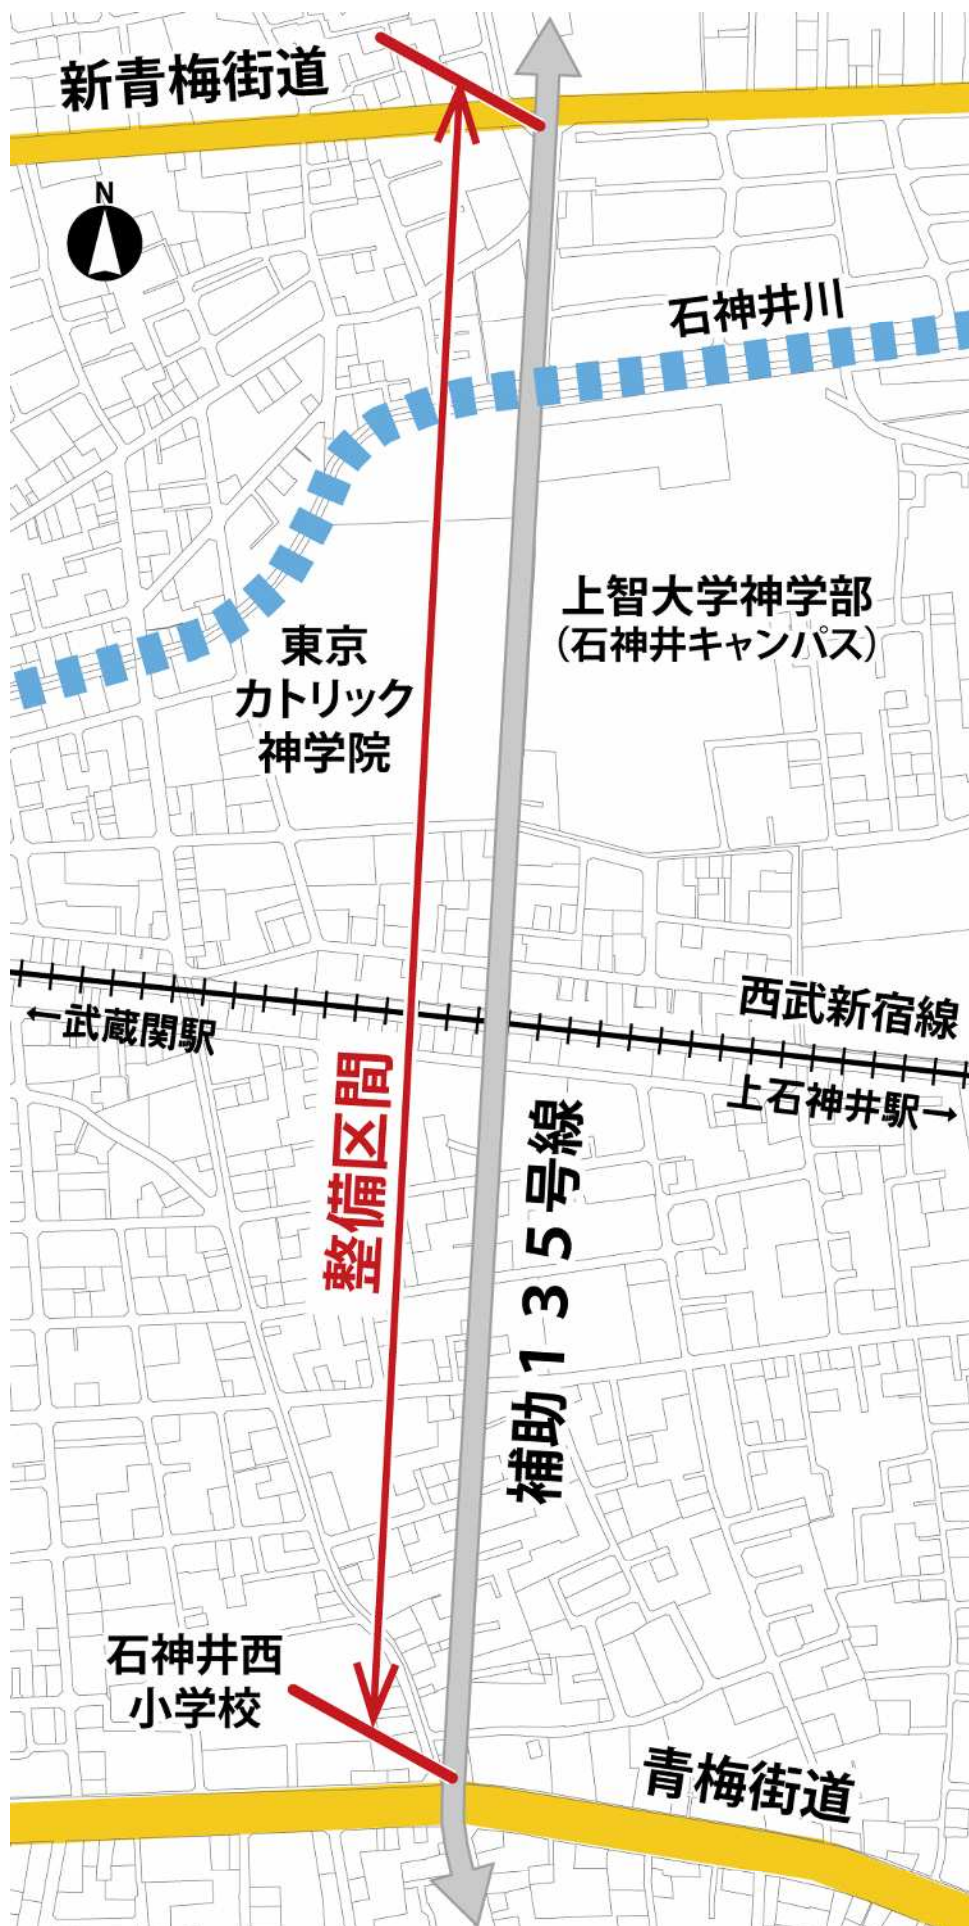 新青梅街道
N
石神井川
上智大学神学部
（石神井キャンパス）
東京
カトリック
神学院
西武新宿線
←武蔵関駅
上石神井駅→
整備区間
補助135号線
石神井西
小学校
青梅街道